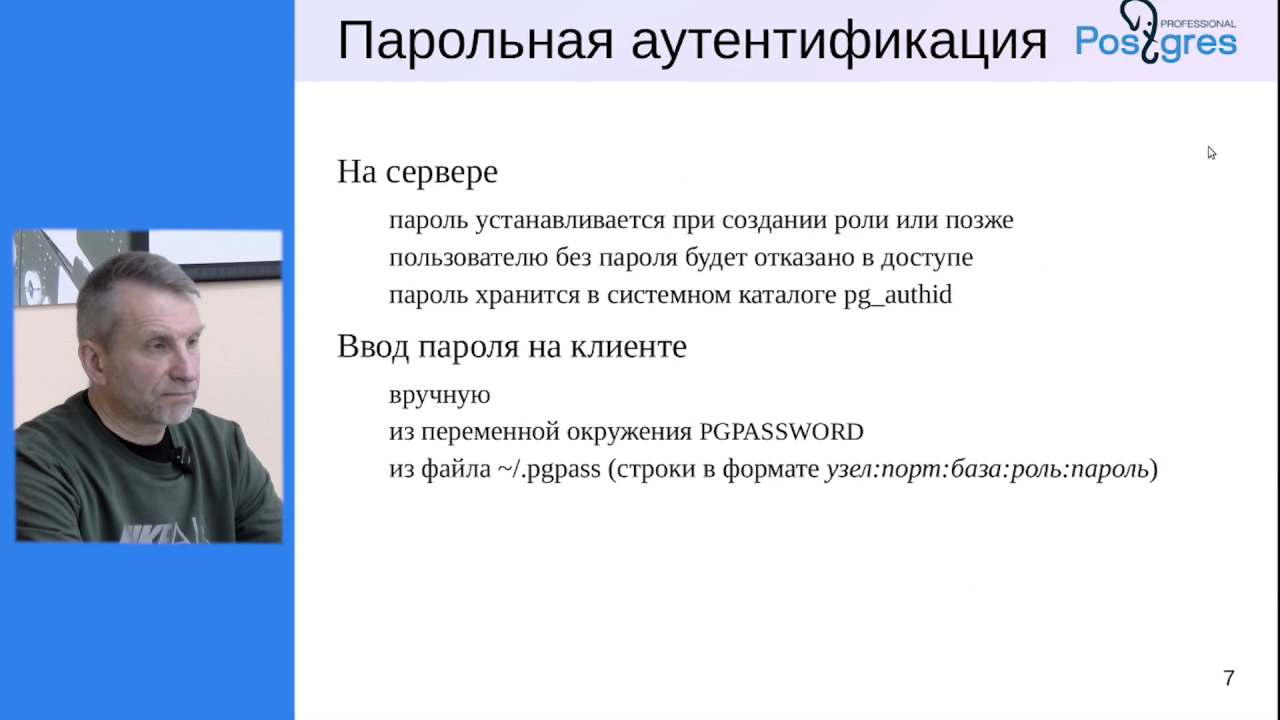 Парольная аутентификация
PROFESSIONAL
Postgres
На сервере
пароль устанавливается при создании роли или позже
пользователю без пароля будет отказано в доступе
пароль хранится в системном каталоге pg_authid
Ввод пароля на клиенте
вручную
из переменной окружения PGPASSWORD
из файла ~/.pgpass (строки в формате узел:порт:база:роль:пароль)
NIKE
7